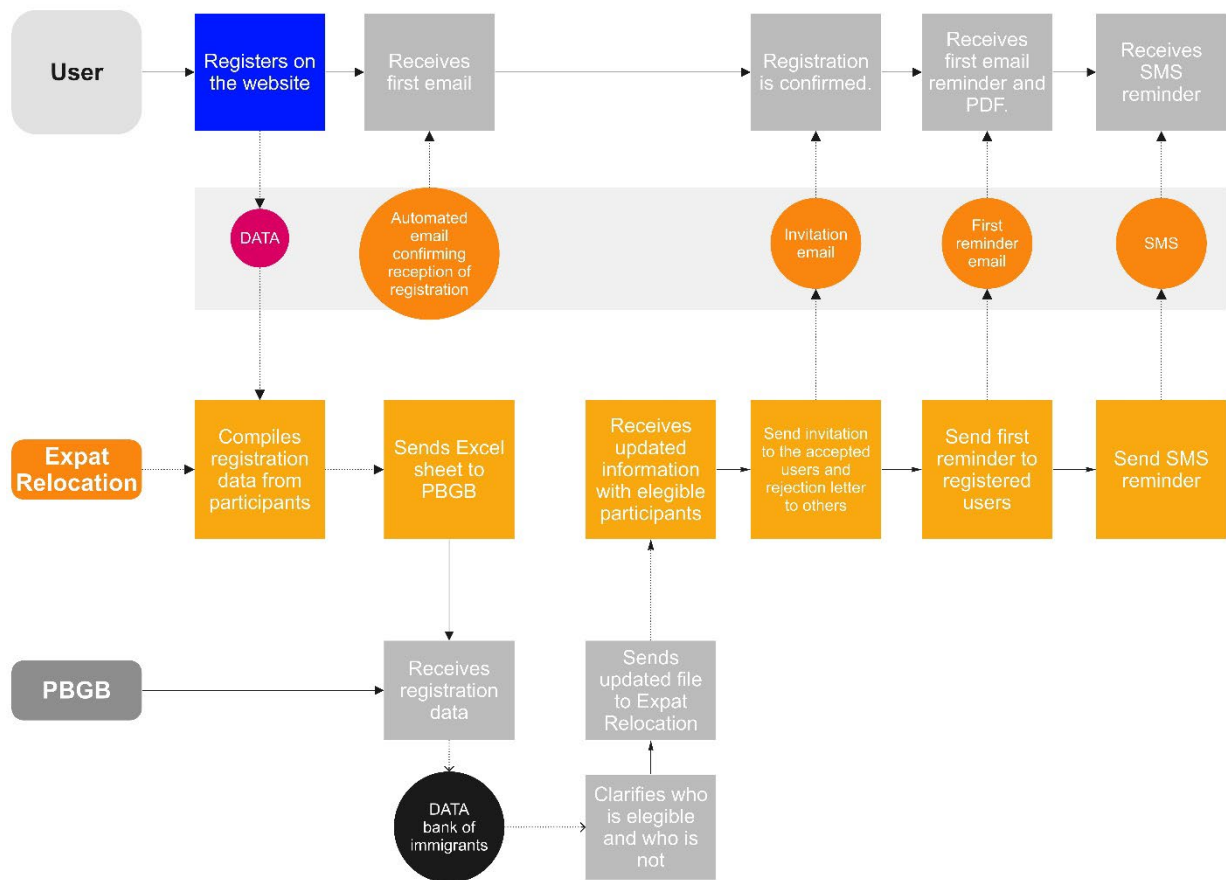 User
Registers on
the website
Receives
first email
Registration
is confirmed.
Receives
first email
reminder and
PDF.
Receives
SMS
reminder
DATA
Automated
email
confirming
reception of
registration
Invitation
email
First
reminder
email
SMS
Expat
Relocation
Compiles
registration
data from
participants
Sends Excel
sheet to
PBGB
Receives
updated
information
with elegible
participants
Send invitation
to the accepted
users and
rejection letter
to others
Send first
reminder to
registered
users
Send SMS
reminder
PBGB
Receives
registration
data
Sends
updated file
to Expat
Relocation
DATA
bank of
immigrants
Clarifies who
is elegible
and who is
not